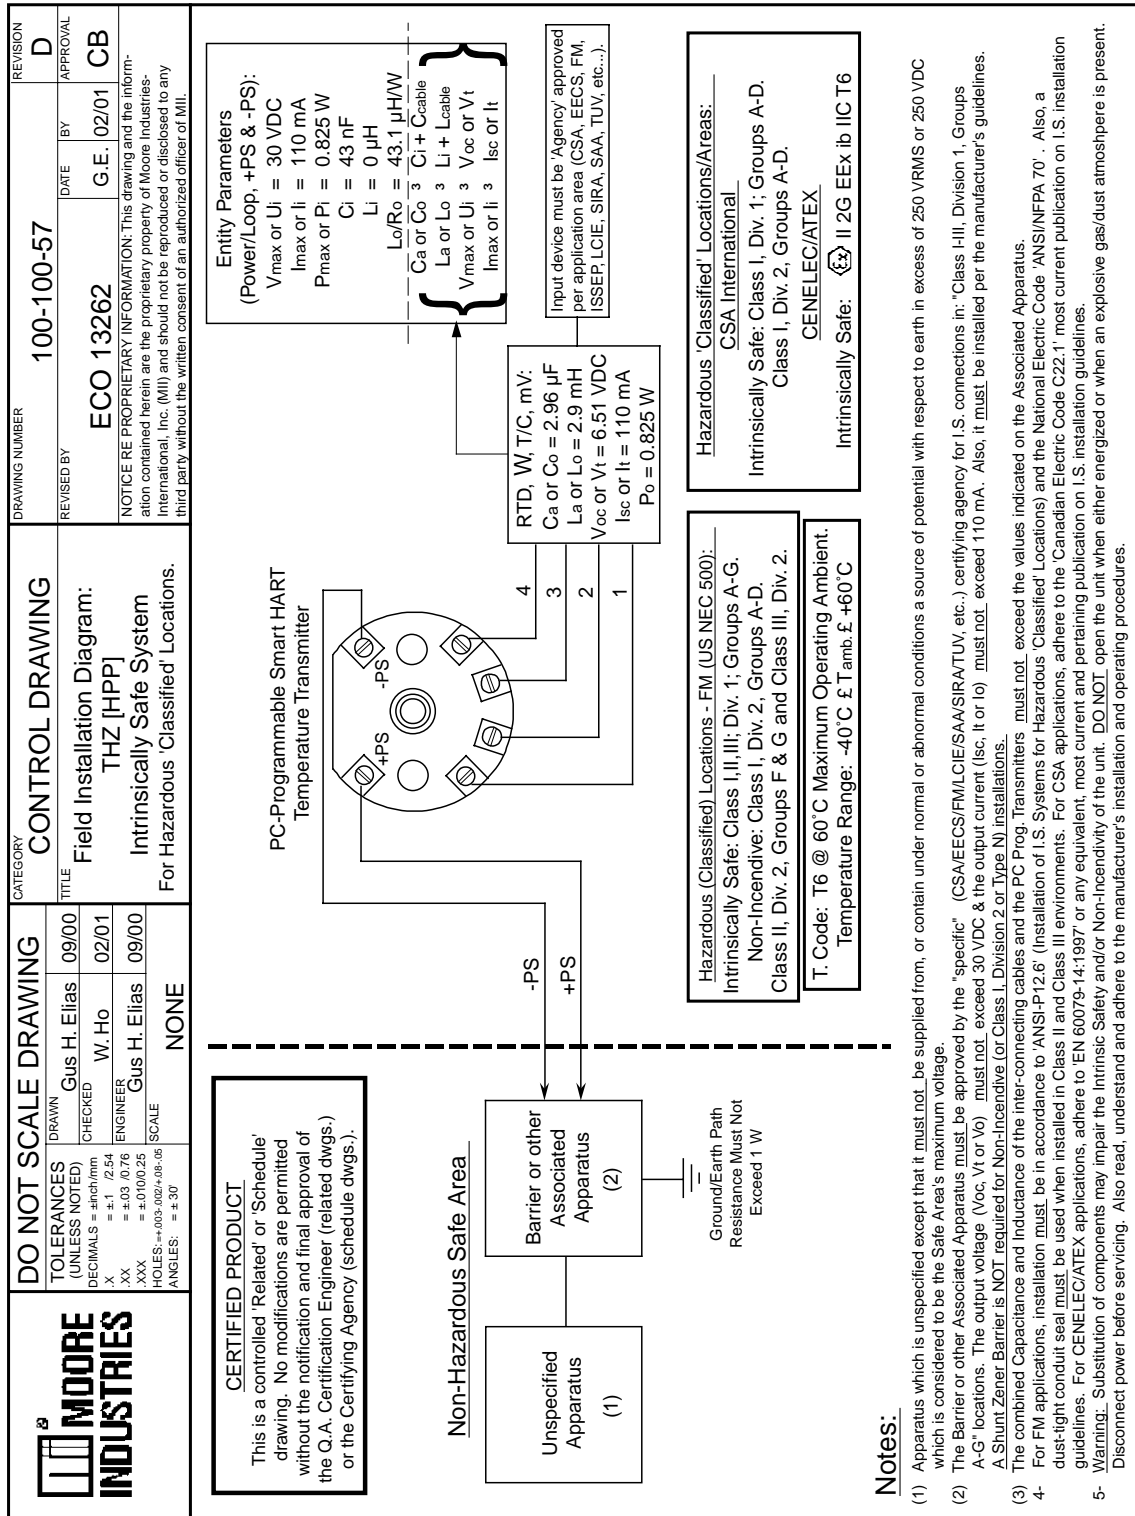 MOORE
INDUSTRIES
DO NOT SCALE DRAWING
TOLERANCES
(UNLESS NOTED)
DECIMALS = ±inch/mm
.X = ±.1 /2.54
.XX = ±.03 /0.76
.XXX = ±.010/0.25
HOLES: =+.003-.002/+.08-.05
ANGLES: = ± 30'
DRAWN
Gus H. Elias 09/00
CHECKED
W. Ho 02/01
ENGINEER
Gus H. Elias 09/00
SCALE
NONE
CATEGORY
CONTROL DRAWING
TITLE
Field Installation Diagram:
THZ [HPP]
Intrinsically Safe System
For Hazardous 'Classified' Locations.
DRAWING NUMBER
100-100-57
REVISION
D
REVISED BY
ECO 13262
DATE
G.E.
BY
02/01
APPROVAL
CB
NOTICE RE PROPRIETARY INFORMATION: This drawing and the inform-
ation contained herein are the proprietary property of Moore Industries-
International, Inc. (MII) and should not be reproduced or disclosed to any
third party without the written consent of an authorized officer of MII.
CERTIFIED PRODUCT
This is a controlled 'Related' or 'Schedule'
drawing. No modifications are permitted
without the notification and final approval of
the Q.A. Certification Engineer (related dwgs.)
or the Certifying Agency (schedule dwgs.).
Non-Hazardous Safe Area
Unspecified
Apparatus
(1)
Barrier or other
Associated
Apparatus
(2)
Ground/Earth Path
Resistance Must Not
Exceed 1 W
-PS
+PS
PC-Programmable Smart HART
Temperature Transmitter
+PS
-PS
4
3
2
1
RTD, W, T/C, mV:
Ca or Co = 2.96 µF
La or Lo = 2.9 mH
Voc or Vt = 6.51 VDC
Isc or It = 110 mA
Po = 0.825 W
Entity Parameters
(Power/Loop, +PS & -PS):
Vmax or Ui = 30 VDC
Imax or Ii = 110 mA
Pmax or Pi = 0.825 W
Ci = 43 nF
Li = 0 µH
Lo/Ro = 43.1 µH/W
Ca or Co ³ Ci + Ccable
La or Lo ³ Li + Lcable
Vmax or Ui ³ Voc or Vt
Imax or Ii ³ Isc or It
Input device must be 'Agency' approved
per application area (CSA, EECS, FM,
ISSEP, LCIE, SIRA, SAA, TUV, etc...).
Hazardous (Classified) Locations - FM (US NEC 500):
Intrinsically Safe: Class I,II,III; Div. 1; Groups A-G.
Non-Incendive: Class I, Div. 2, Groups A-D.
Class II, Div. 2, Groups F & G and Class III, Div. 2.
T. Code: T6 @ 60˚C Maximum Operating Ambient.
Temperature Range: -40˚C £ T amb. £ +60˚C
Hazardous 'Classified' Locations/Areas:
CSA International
Intrinsically Safe: Class I, Div. 1; Groups A-D.
Class I, Div. 2, Groups A-D.
CENELEC/ATEX
Intrinsically Safe: Ex II 2G EEx ib IIC T6
Notes:
(1) Apparatus which is unspecified except that it must not be supplied from, or contain under normal or abnormal conditions a source of potential with respect to earth in excess of 250 VRMS or 250 VDC
which is considered to be the Safe Area's maximum voltage.
(2) The Barrier or other Associated Apparatus must be approved by the "specific" (CSA/EECS/FM/LCIE/SAA/SIRA/TUV, etc..) certifying agency for I.S. connections in: "Class I-III, Division 1, Groups
A-G" locations. The output voltage (Voc, Vt or Vo) must not exceed 30 VDC & the output current (Isc, It or Io) must not exceed 110 mA. Also, it must be installed per the manufacturer's guidelines.
A Shunt Zener Barrier is NOT required for Non-Incendive (or Class I, Division 2 or Type N) installations.
(3) The combined Capacitance and Inductance of the inter-connecting cables and the PC Prog. Transmitters must not exceed the values indicated on the Associated Apparatus.
4- For FM applications, installation must be in accordance to 'ANSI-P12.6' (Installation of I.S. Systems for Hazardous 'Classified' Locations) and the National Electric Code 'ANSI/NFPA 70' . Also, a
dust-tight conduit seal must be used when installed in Class II and Class III environments. For CSA applications, adhere to the 'Canadian Electric Code C22.1' most current publication on I.S. installation
guidelines. For CENELEC/ATEX applications, adhere to 'EN 60079-14:1997' or any equivalent, most current and pertaining publication on I.S. installation guidelines.
5- Warning: Substitution of components may impair the Intrinsic Safety and/or Non-Incendivity of the unit. DO NOT open the unit when either energized or when an explosive gas/dust atmoshpere is present.
Disconnect power before servicing. Also read, understand and adhere to the manufacturer's installation and operating procedures.